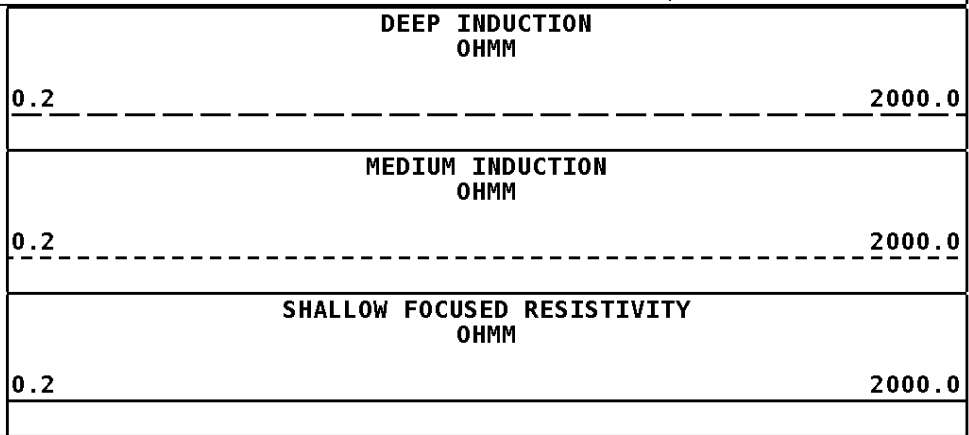 DEEP INDUCTION
OHMM
0.2 2000.0
MEDIUM INDUCTION
OHMM
0.2 2000.0
SHALLOW FOCUSED RESISTIVITY
OHMM
0.2 2000.0